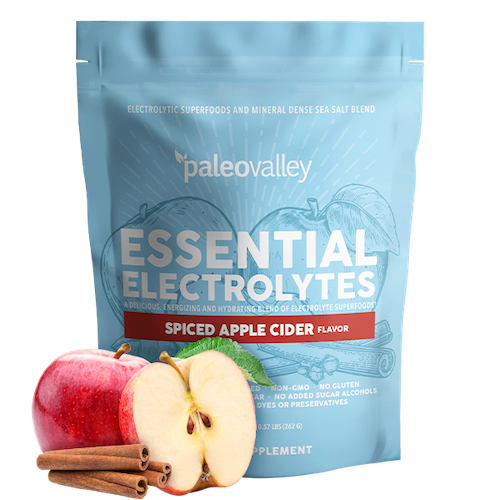 ELECTROLYTIC SUPERFOODS AND MINERAL DENSE SEA SALT BLEND
paleovalley
ESSENTIAL
ELECTROLYTES
A DELICIOUS, ENERGIZING AND HYDRATING BLEND OF ELECTROLYTE SUPERFOODS
SPICED APPLE CIDER FLAVOR
NON-GMO • NO GLUTEN
NO ADDED SUGAR ALCOHOLS
DYES OR PRESERVATIVES
0.57 LBS (262 G)